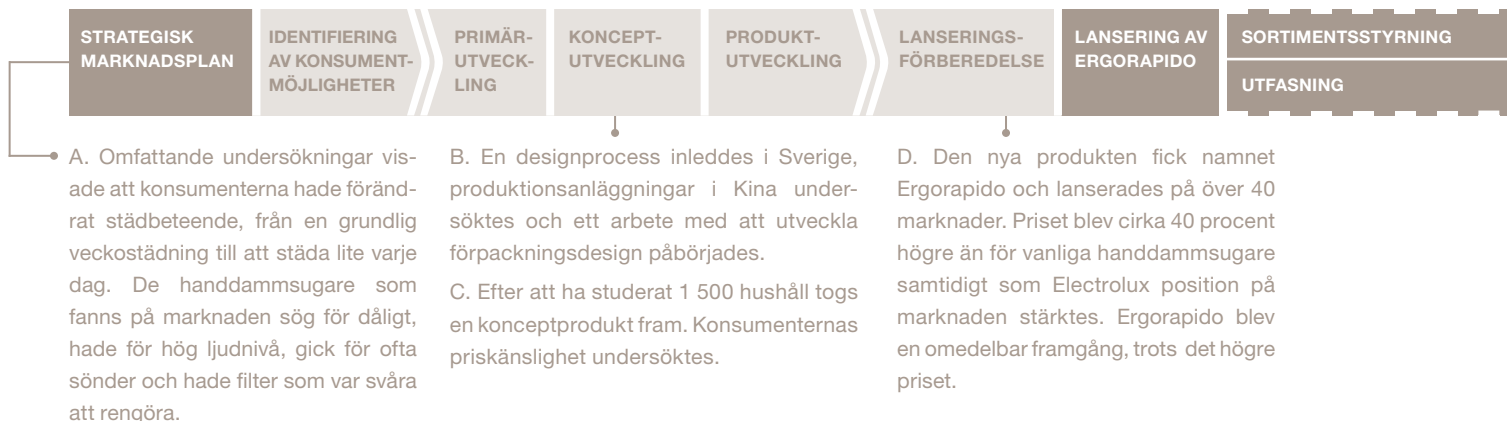 STRATEGISK
MARKNADSPLAN
IDENTIFIERING
AV KONSUMENT-
MÖJLIGHETER
PRIMÄR-
UTVECK-
LING
KONCEPT-
UTVECKLING
PRODUKT-
UTVECKLING
LANSERINGS-
FÖRBEREDELSE
LANSERING AV
ERGORAPIDO
SORTIMENTSSTYRNING
UTFASNING
A. Omfattande undersökningar vis-
ade att konsumenterna hade föränd-
rat städbeteende, från en grundlig
veckostädning till att städa lite varje
dag. De handdammsugare som
fanns på marknaden sög för dåligt,
hade för hög ljudnivå, gick för ofta
sönder och hade filter som var svåra
att rengöra.
B. En designprocess inleddes i Sverige,
produktionsanläggningar i Kina under-
söktes och ett arbete med att utveckla
förpackningsdesign påbörjades.
C. Efter att ha studerat 1 500 hushåll togs
en konceptprodukt fram. Konsumenternas
priskänslighet undersöktes.
D. Den nya produkten fick namnet
Ergorapido och lanserades på över 40
marknader. Priset blev cirka 40 procent
högre än för vanliga handdammsugare
samtidigt som Electrolux position på
marknaden stärktes. Ergorapido blev
en omedelbar framgång, trots det högre
priset.